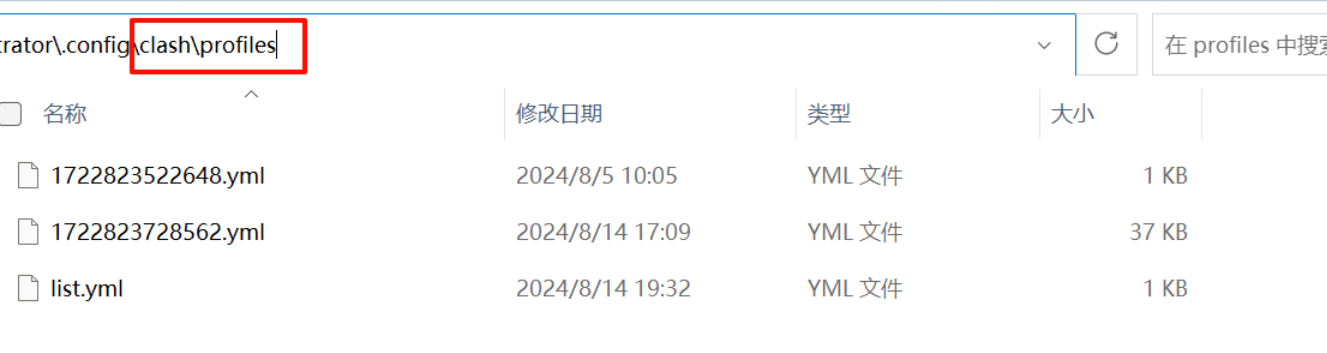 trator\.config\clash\profiles
在 profiles 中搜索
名称 修改日期 类型 大小
1722823522648.yml 2024/8/5 10:05 YML 文件 1 KB
1722823728562.yml 2024/8/14 17:09 YML 文件 37 KB
list.yml 2024/8/14 19:32 YML 文件 1 KB